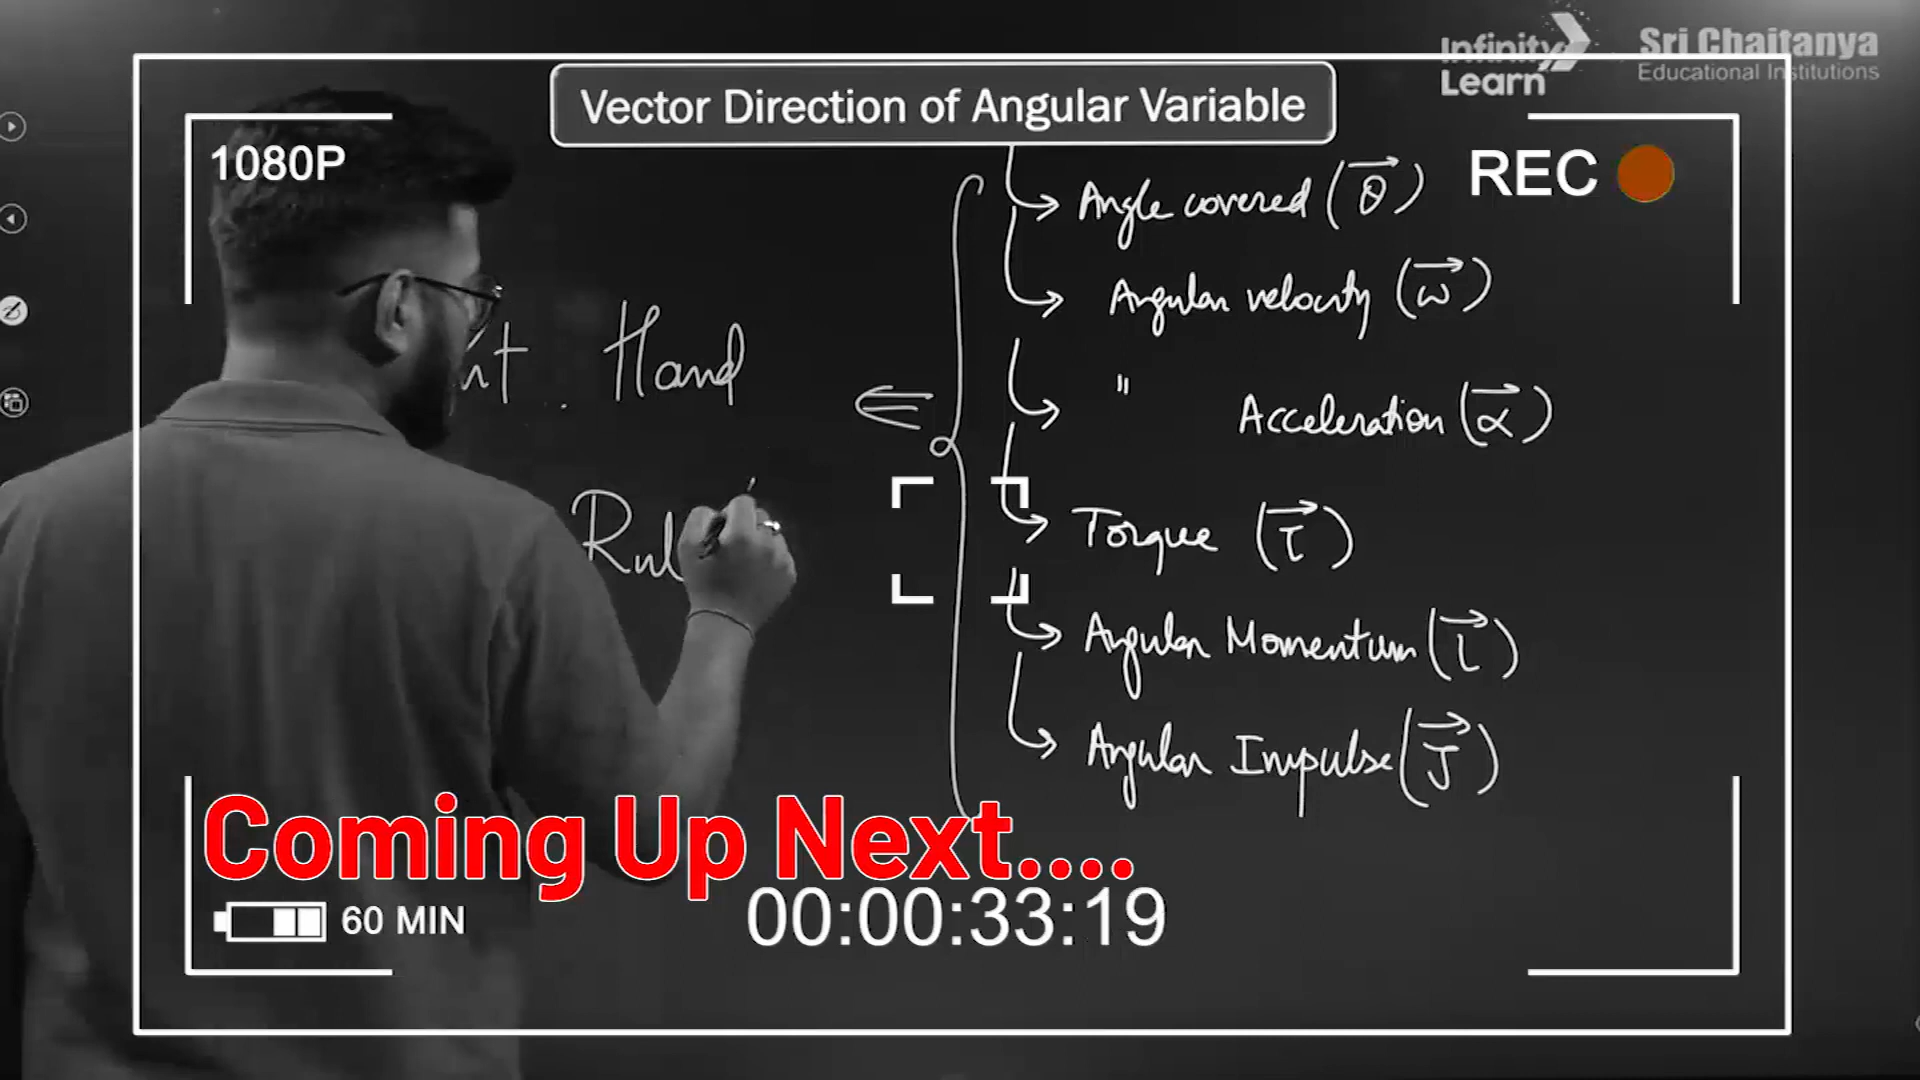 Infinity
Learn
Sri Chaitanya
Educational Institutions
Vector Direction of Angular Variable
1080P
REC
Angle covered (θ)
Angular velocity (ω)
" Acceleration (α)
Torque (τ)
Angular Momentum (L)
Angular Impulse (J)
Hand
Coming Up Next....
60 MIN
00:00:33:19